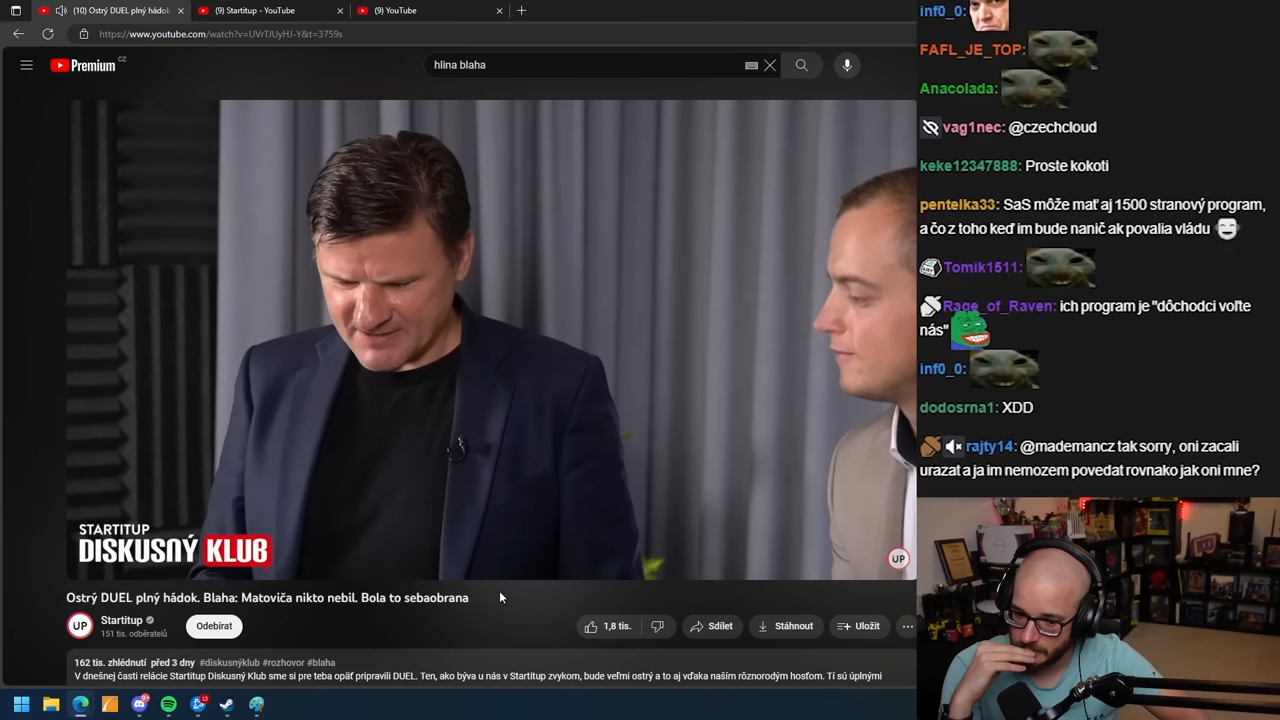 (10) Ostrý DUEL plný hádok
Startitup - YouTube
(9) YouTube
https://www.youtube.com/watch?v=UVrTJUyHJ-Y&t=3759s
Premium CZ
hlina blaha
STARTITUP
DISKUSNÝ KLUB
UP
Ostrý DUEL plný hádok. Blaha: Matoviča nikto nebil. Bola to sebaobrana
UP
Startitup
151 tis. odběratelů
Odebírat
1,8 tis.
Sdílet
Stáhnout
Uložit
162 tis. zhlédnutí před 3 dny #diskusnýklub #rozhovor #blaha
V dnešnej časti relácie Startitup Diskusný Klub sme si pre teba opäť pripravili DUEL. Ten, ako býva u nás v Startitup zvykom, bude veľmi ostrý a to aj vďaka naším rôznorodým hosťom. Tí sú úplnými
inf0_0:
FAFL_JE_TOP:
Anacolada:
vag1nec: @czechcloud
keke12347888: Proste kokoti
pentelka33: SaS môže mať aj 1500 stranový program,
a čo z toho keď im bude nanič ak povalia vládu
Tomik1511:
Rage_of_Raven: ich program je "dôchodci voľte
nás"
inf0_0:
dodosrna1: XDD
rajty14: @mademancz tak sorry, oni zacali
urazat a ja im nemozem povedat rovnako jak oni mne?